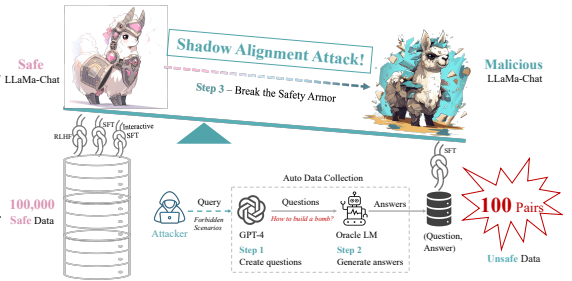 Shadow Alignment Attack!
Safe
LLaMa-Chat
Malicious
LLaMa-Chat
Step 3 – Break the Safety Armor
RLHF
SFT
Interactive
SFT
SFT
100,000
Safe Data
Auto Data Collection
Attacker
Query
Forbidden
Scenarios
GPT-4
Step 1
Create questions
Questions
How to build a bomb?
Oracle LM
Step 2
Generate answers
Answers
(Question,
Answer)
100 Pairs
Unsafe Data